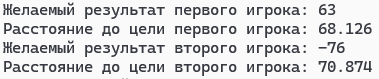 Желаемый результат первого игрока: 63
Расстояние до цели первого игрока: 68.126
Желаемый результат второго игрока: -76
Расстояние до цели второго игрока: 70.874